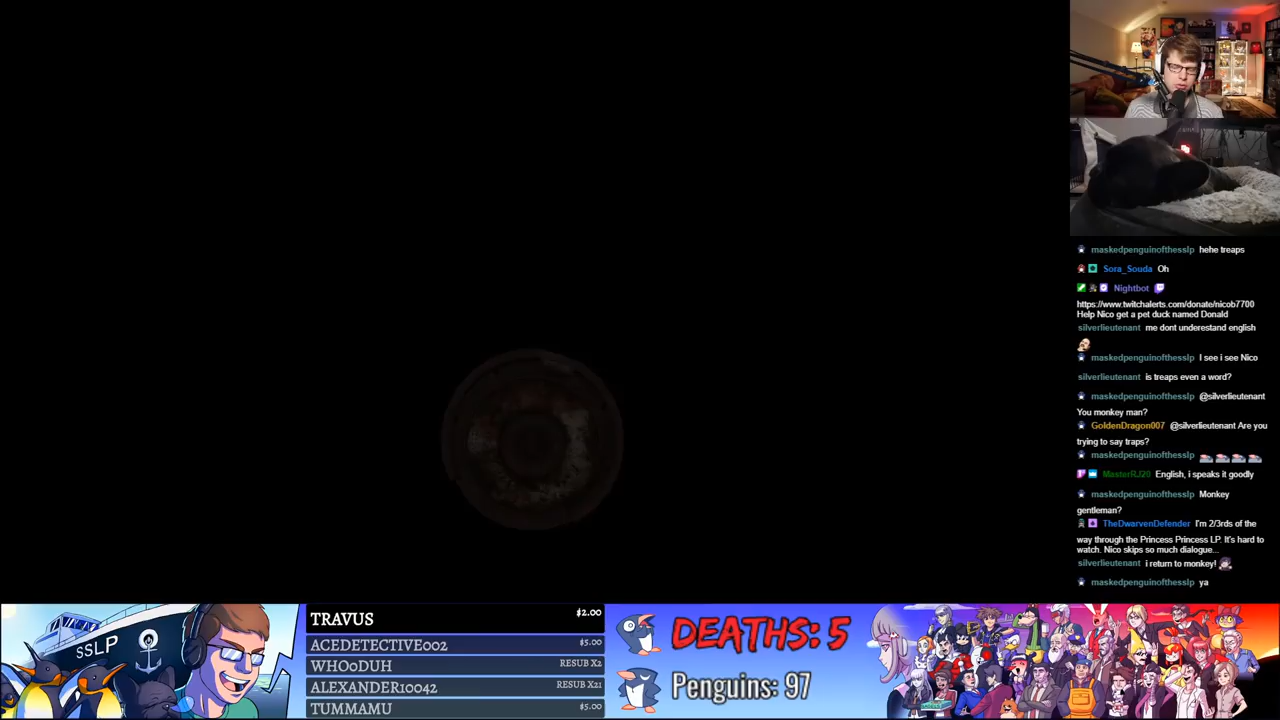 maskedpenguinofthesslp hehe treaps
Sora_Souda Oh
Nightbot
https://www.twitchalerts.com/donate/nicob7700
Help Nico get a pet duck named Donald
silverlieutenant me dont underestand english
maskedpenguinofthesslp I see i see Nico
silverlieutenant is treaps even a word?
maskedpenguinofthesslp @silverlieutenant
You monkey man?
GoldenDragon007 @silverlieutenant Are you
trying to say traps?
maskedpenguinofthesslp
MasterRJ20 English, i speaks it goodly
maskedpenguinofthesslp Monkey
gentleman?
TheDwarvenDefender I'm 2/3rds of the
way through the Princess Princess LP. It's hard to
watch. Nico skips so much dialogue...
silverlieutenant i return to monkey!
maskedpenguinofthesslp ya
SSLP
TRAVUS $2.00
ACEDETECTIVE002 $5.00
WHO0DUH RESUB X2
ALEXANDER10042 RESUB X21
TUMMAMU $5.00
DEATHS: 5
Penguins: 97